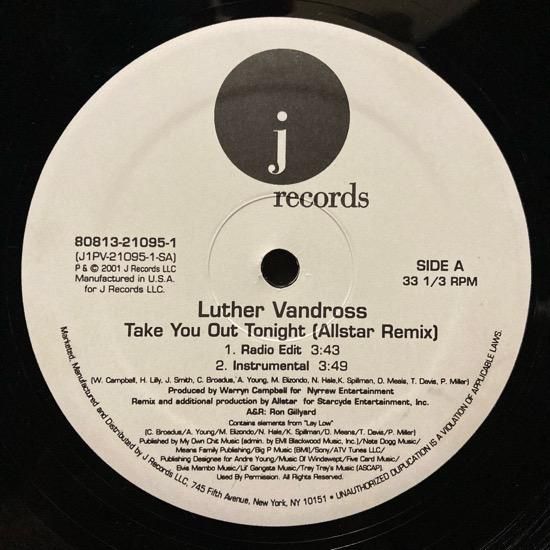 j
records
80813-21095-1
(J1PV-21095-1-SA)
P & © 2001 J Records LLC
Manufactured in U.S.A.
for J Records LLC.
SIDE A
33 1/3 RPM
Luther Vandross
Take You Out Tonight (Allstar Remix)
1. Radio Edit 3:43
2. Instrumental 3:49
(W. Campbell, H. Lilly, J. Smith, C. Broadus, A. Young, M. Elizondo, N. Hale, K. Spillman, D. Meals, T. Davis, P. Miller)
Produced by Warryn Campbell for Nyrraw Entertainment
Remix and additional production by Allstar for Starcyde Entertainment, Inc.
A&R: Ron Gillyard
Contains elements from "Lay Low"
(C. Broadus/A. Young/M. Elizondo/N. Hale/K. Spillman/D. Means/T. Davis/P. Miller)
Published by My Own Chit Music (admin. by EMI Blackwood Music, Inc.)/Nate Dogg Music/
Means Family Publishing/Big P Music (BMI)/Sony/ATV Tunes LLC/
Publishing Designee for Andre Young/Music Of Windswept/Five Card Music/
Elvis Mambo Music/Lil' Gangsta Music/Trey Trey's Music (ASCAP).
Used By Permission. All Rights Reserved.
Marketed, Manufactured and Distributed by J Records LLC, 745 Fifth Avenue, New York, NY 10151 • UNAUTHORIZED DUPLICATION IS A VIOLATION OF APPLICABLE LAWS.